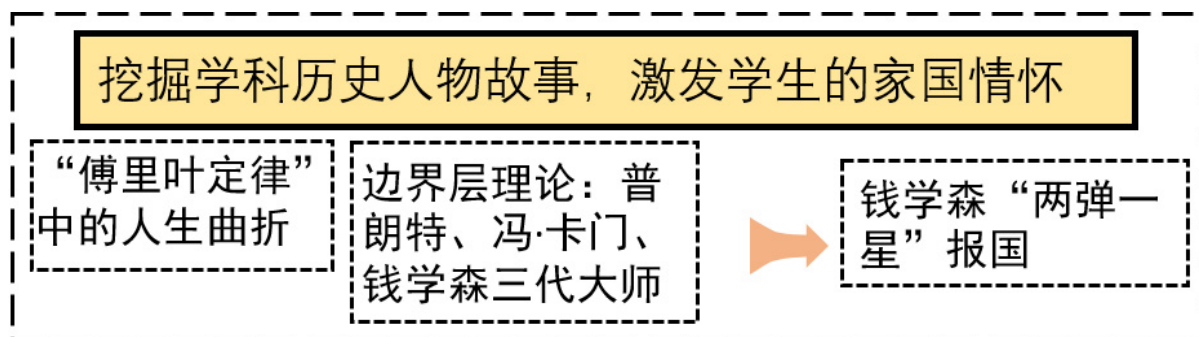 挖掘学科历史人物故事，激发学生的家国情怀
“傅里叶定律”
中的人生曲折
边界层理论：普
朗特、冯·卡门、
钱学森三代大师
钱学森“两弹一
星”报国